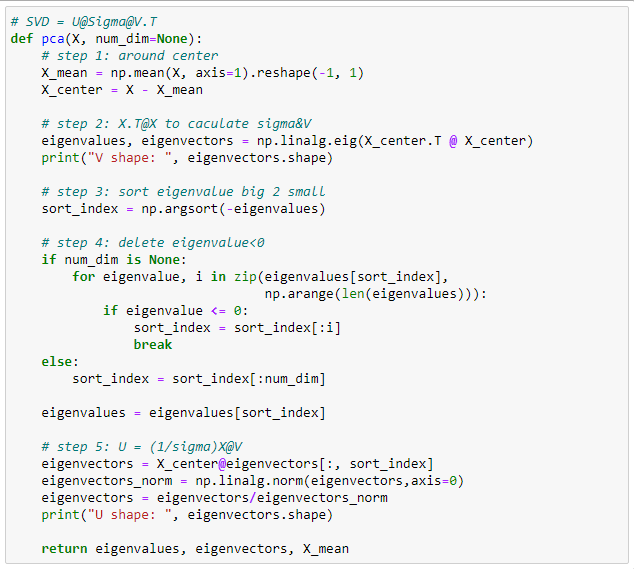 # SVD = U@Sigma@V.T
def pca(X, num_dim=None):
    # step 1: around center
    X_mean = np.mean(X, axis=1).reshape(-1, 1)
    X_center = X - X_mean

    # step 2: X.T@X to caculate sigma&V
    eigenvalues, eigenvectors = np.linalg.eig(X_center.T @ X_center)
    print("V shape: ", eigenvectors.shape)

    # step 3: sort eigenvalue big 2 small
    sort_index = np.argsort(-eigenvalues)

    # step 4: delete eigenvalue<0
    if num_dim is None:
        for eigenvalue, i in zip(eigenvalues[sort_index],
                                 np.arange(len(eigenvalues))):
            if eigenvalue <= 0:
                sort_index = sort_index[:i]
                break
    else:
        sort_index = sort_index[:num_dim]

    eigenvalues = eigenvalues[sort_index]

    # step 5: U = (1/sigma)X@V
    eigenvectors = X_center@eigenvectors[:, sort_index]
    eigenvectors_norm = np.linalg.norm(eigenvectors,axis=0)
    eigenvectors = eigenvectors/eigenvectors_norm
    print("U shape: ", eigenvectors.shape)

    return eigenvalues, eigenvectors, X_mean